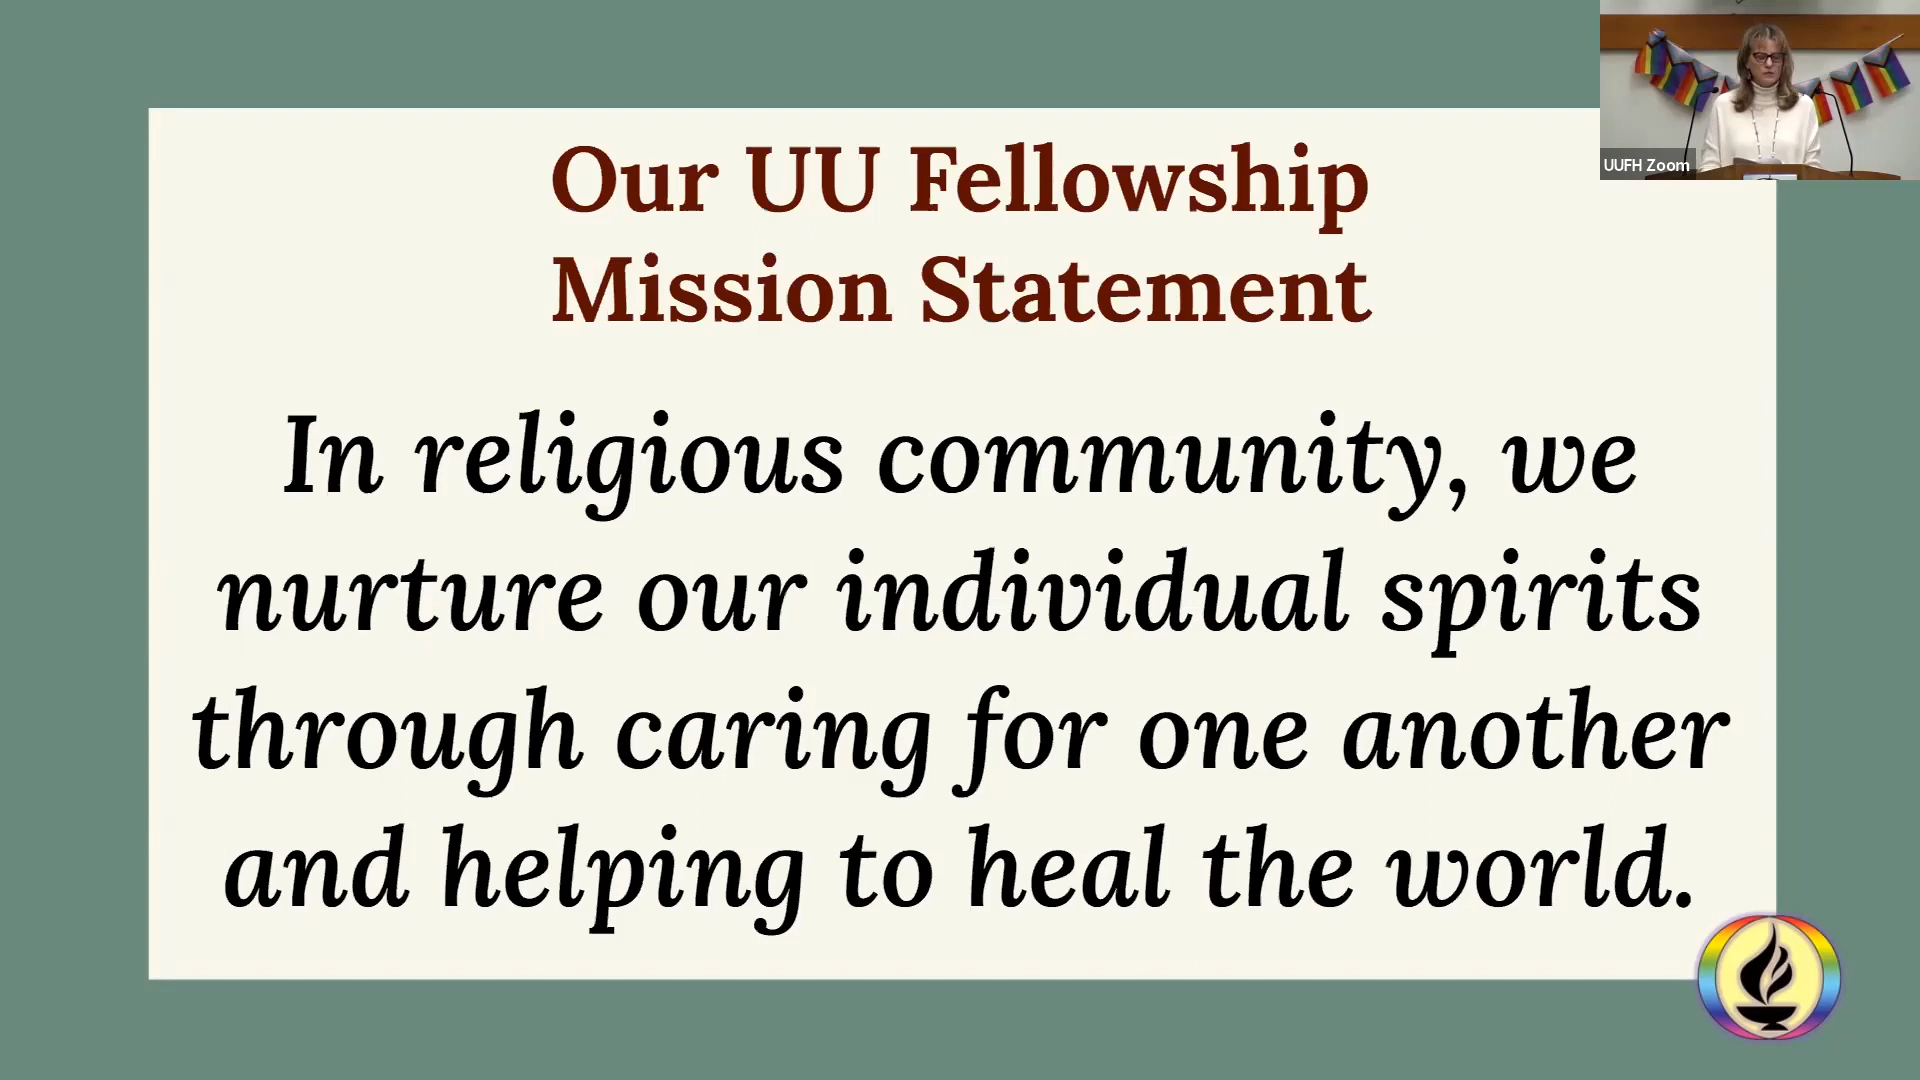 Our UU Fellowship
Mission Statement
In religious community, we
nurture our individual spirits
through caring for one another
and helping to heal the world.
UUFH Zoom